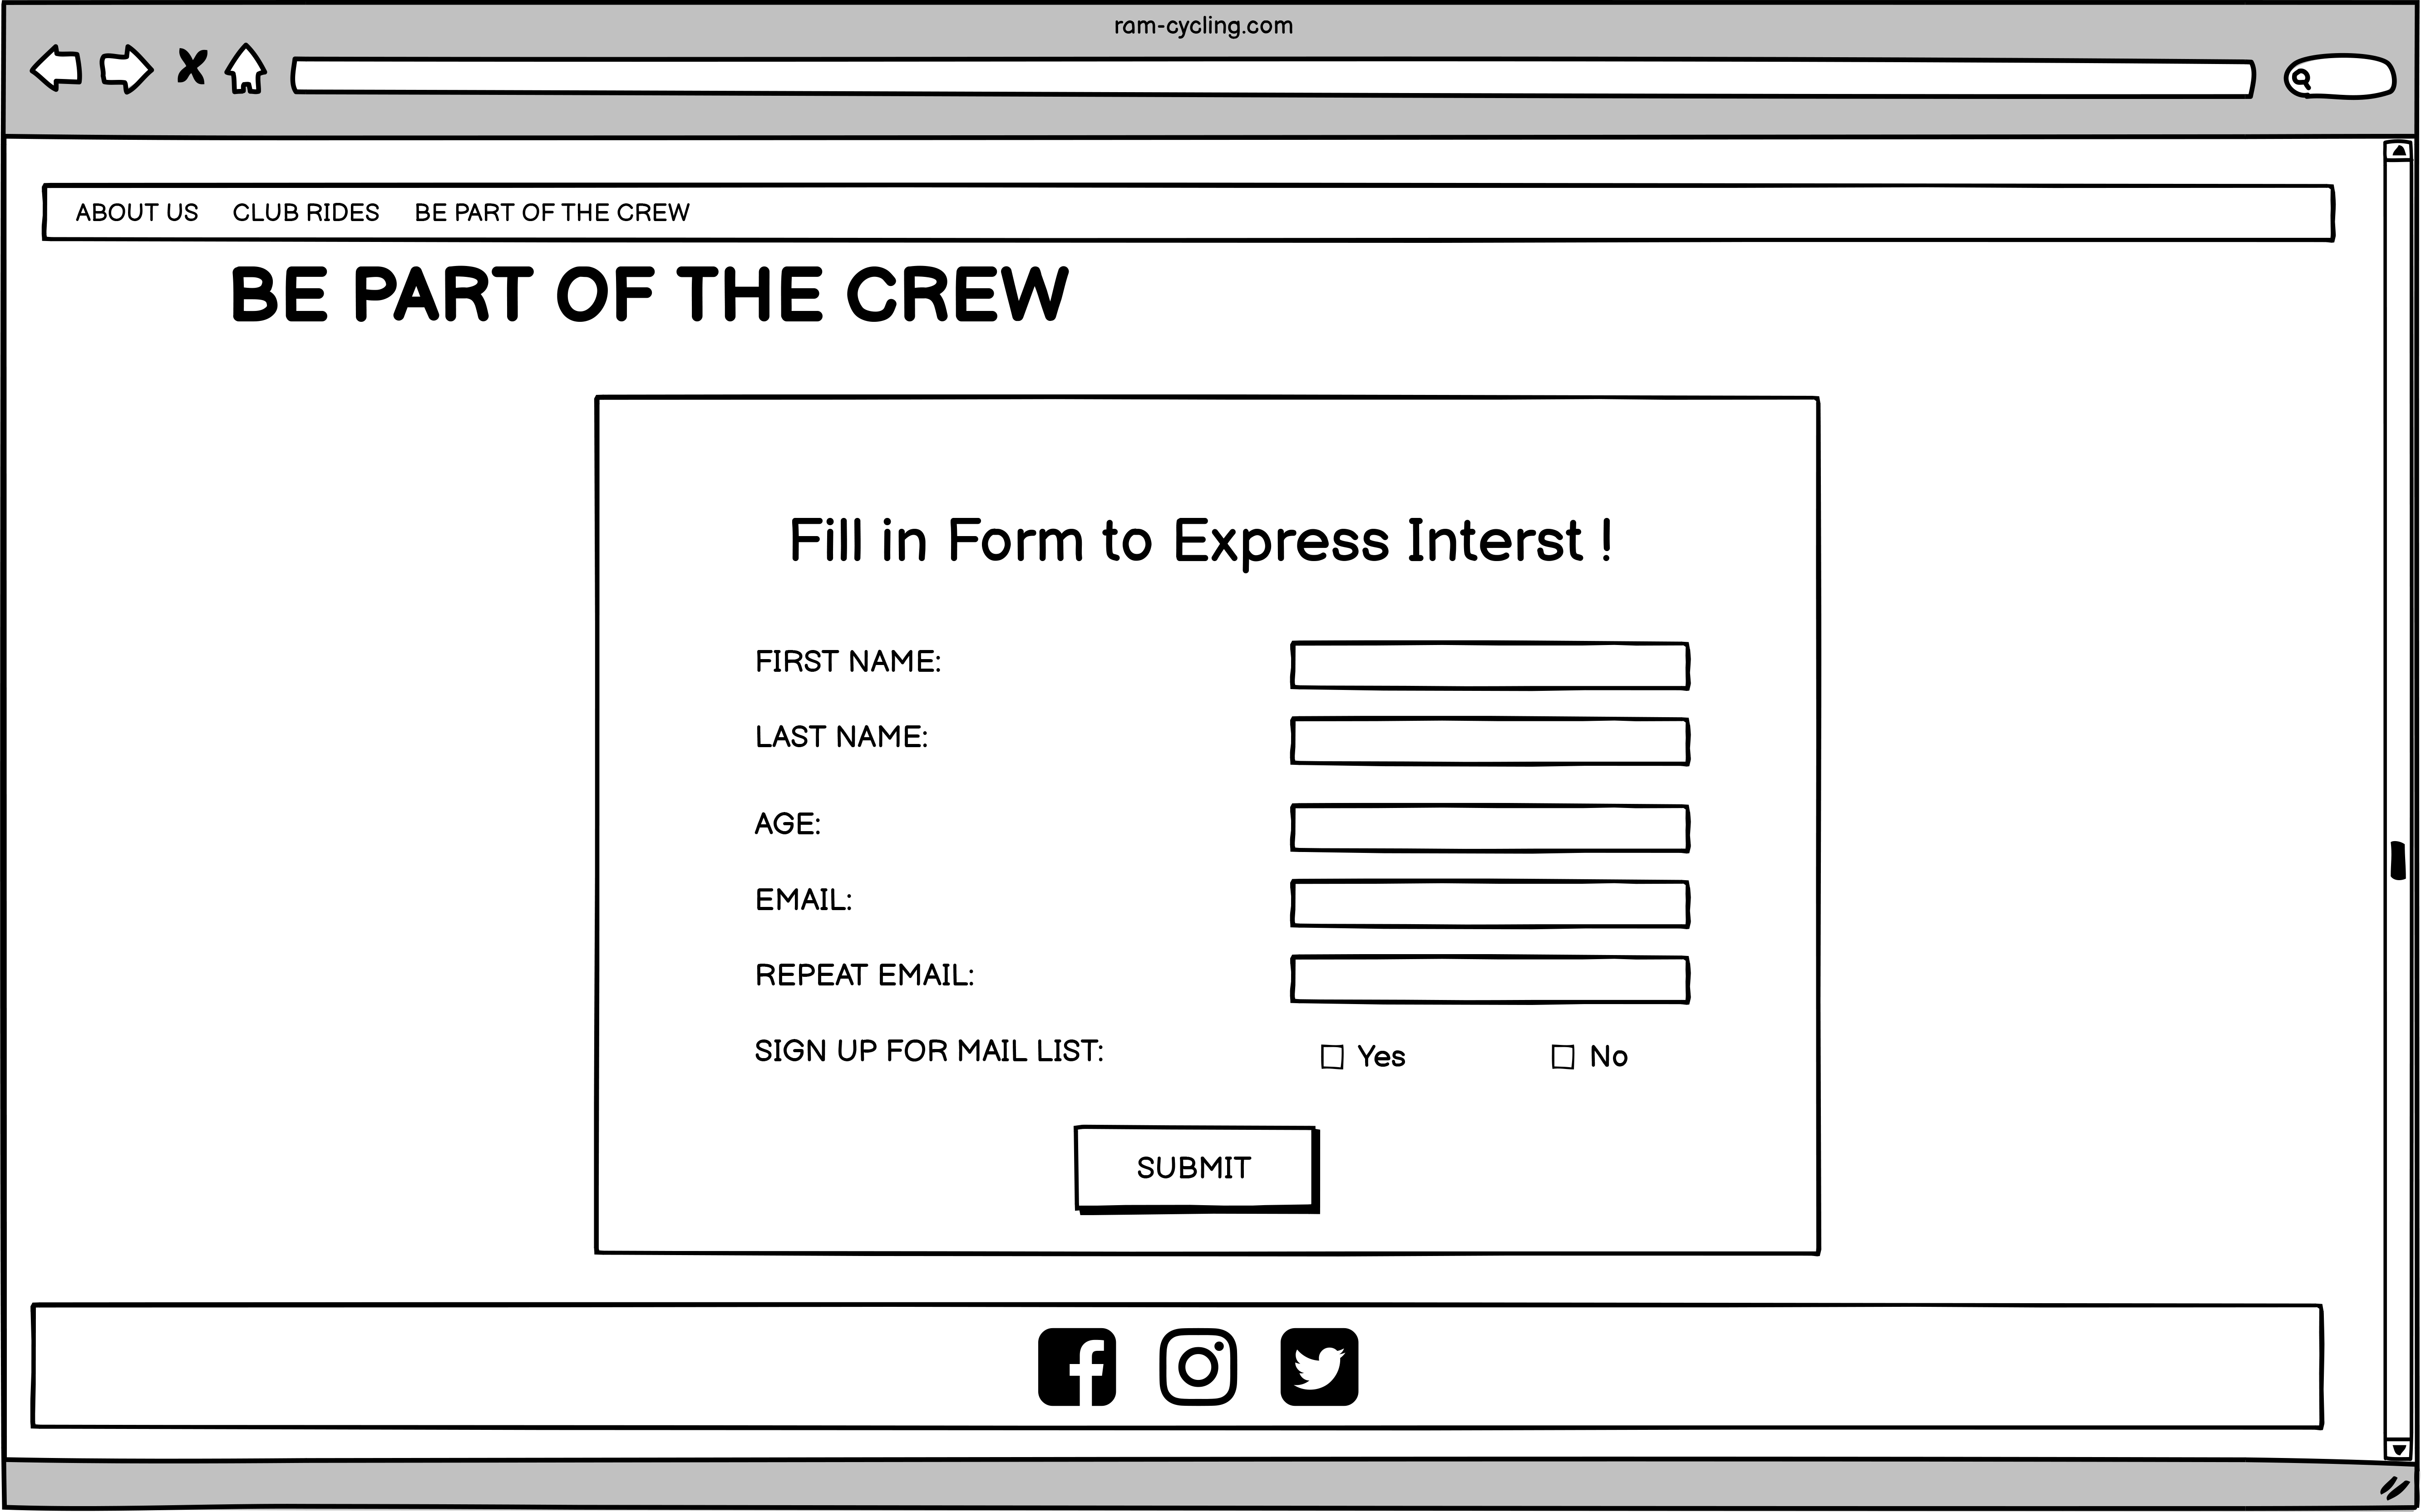 ram-cycling.com
ABOUT US CLUB RIDES BE PART OF THE CREW
BE PART OF THE CREW
Fill in Form to Express Interst !
FIRST NAME:
LAST NAME:
AGE:
EMAIL:
REPEAT EMAIL:
SIGN UP FOR MAIL LIST: Yes No
SUBMIT